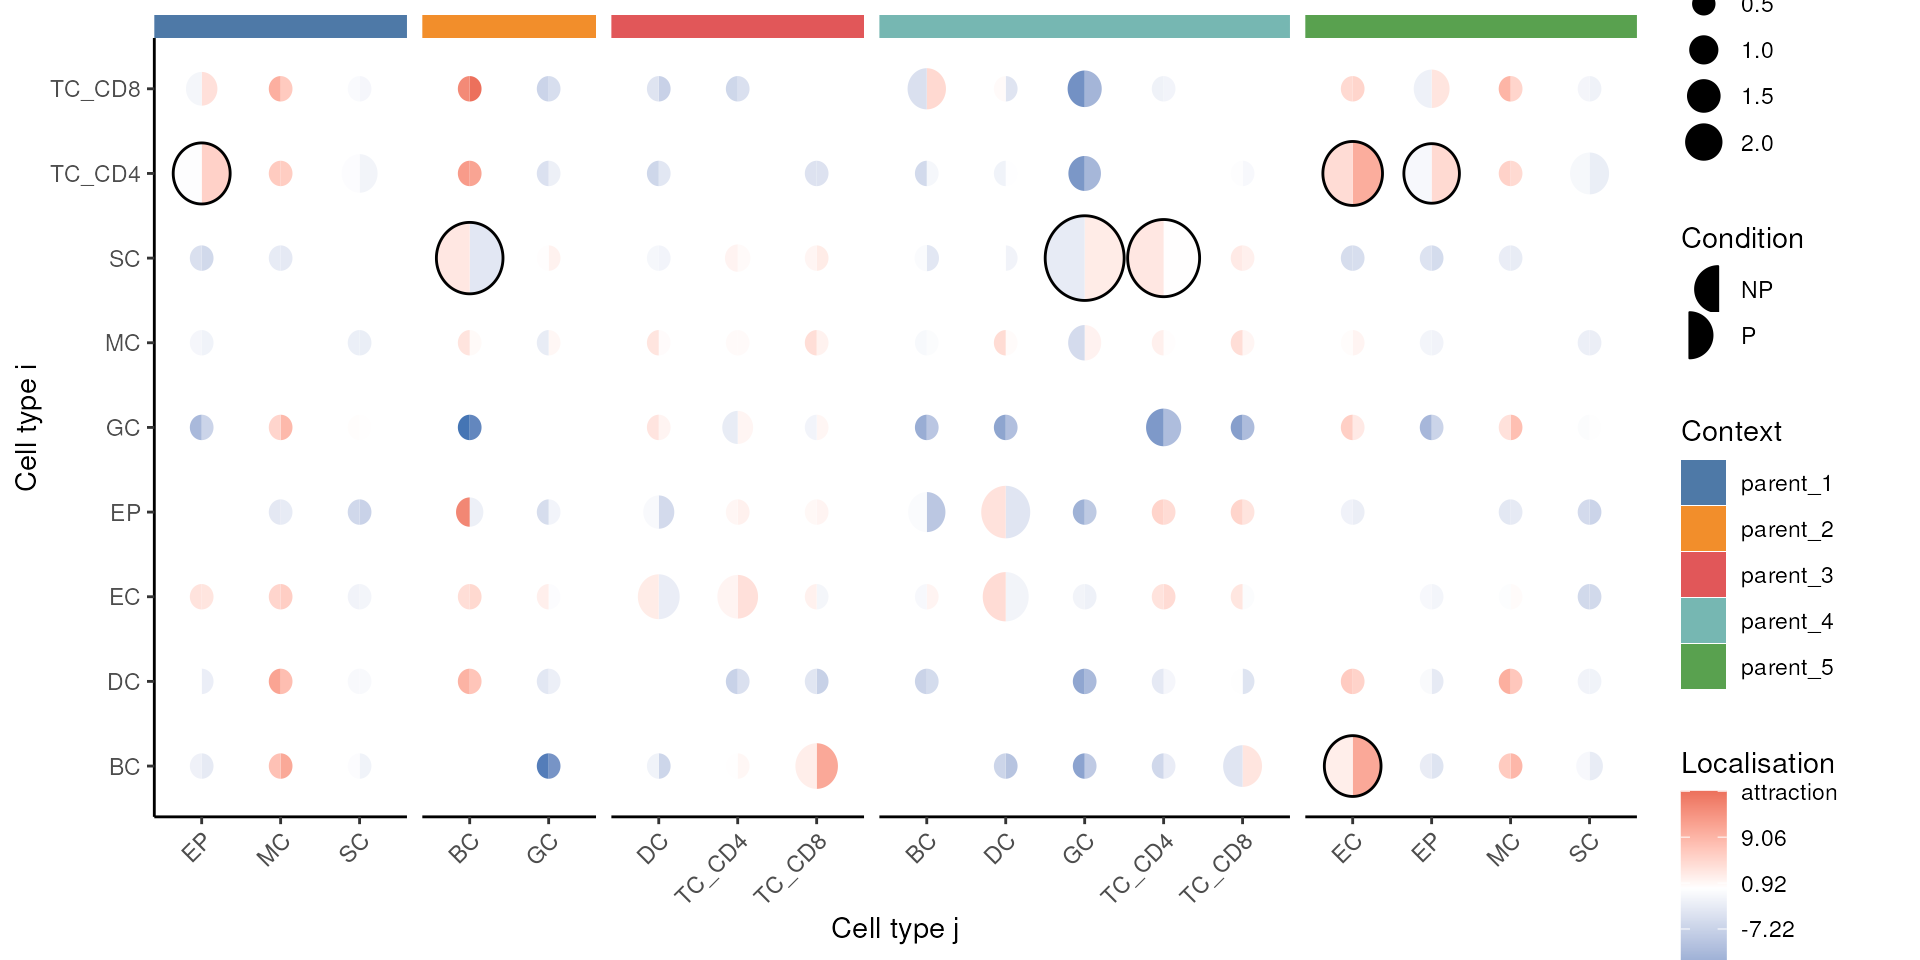 0.5
1.0
1.5
2.0
Condition
NP
P
Context
parent_1
parent_2
parent_3
parent_4
parent_5
Localisation
attraction
9.06
0.92
-7.22
Cell type i
TC_CD8
TC_CD4
SC
MC
GC
EP
EC
DC
BC
EP MC SC BC GC DC TC_CD4 TC_CD8 BC DC GC TC_CD4 TC_CD8 EC EP MC SC
Cell type j